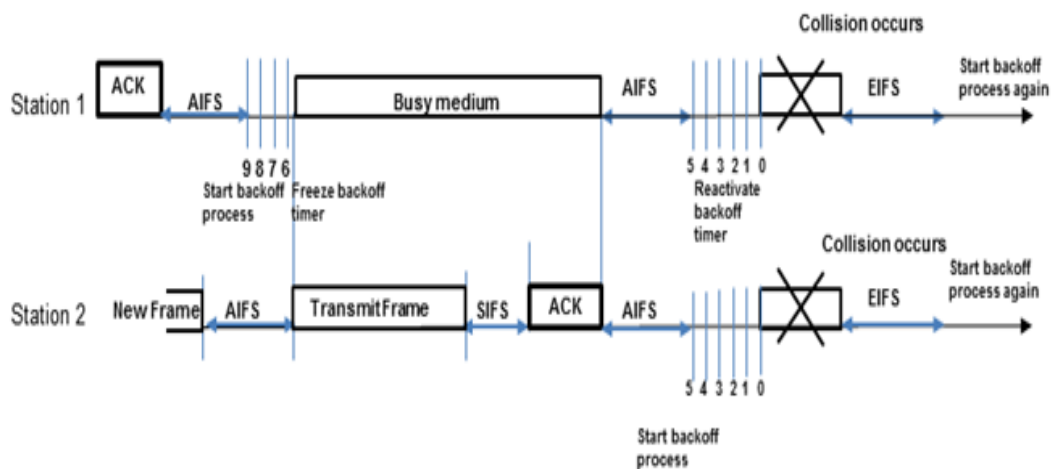 Collision occurs
Station 1
ACK
AIFS
Busy medium
AIFS
EIFS
Start backoff
process again
9 8 7 6
5 4 3 2 1 0
Start backoff
process
Freeze backoff
timer
Reactivate
backoff
timer
Collision occurs
Station 2
New Frame
AIFS
Transmit Frame
SIFS
ACK
AIFS
EIFS
Start backoff
process again
5 4 3 2 1 0
Start backoff
process